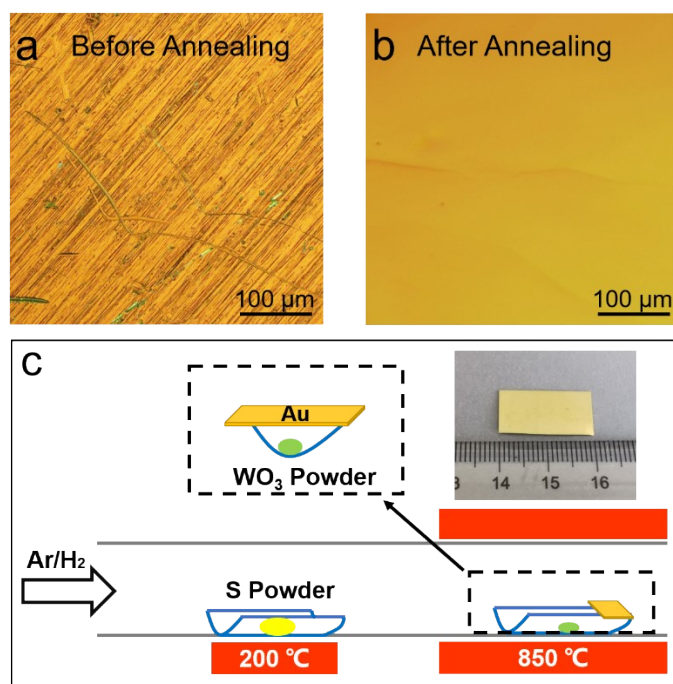 a Before Annealing
100 μm
b After Annealing
100 μm
c
Au
WO₃ Powder
13 14 15 16
Ar/H₂
S Powder
200 ℃
850 ℃